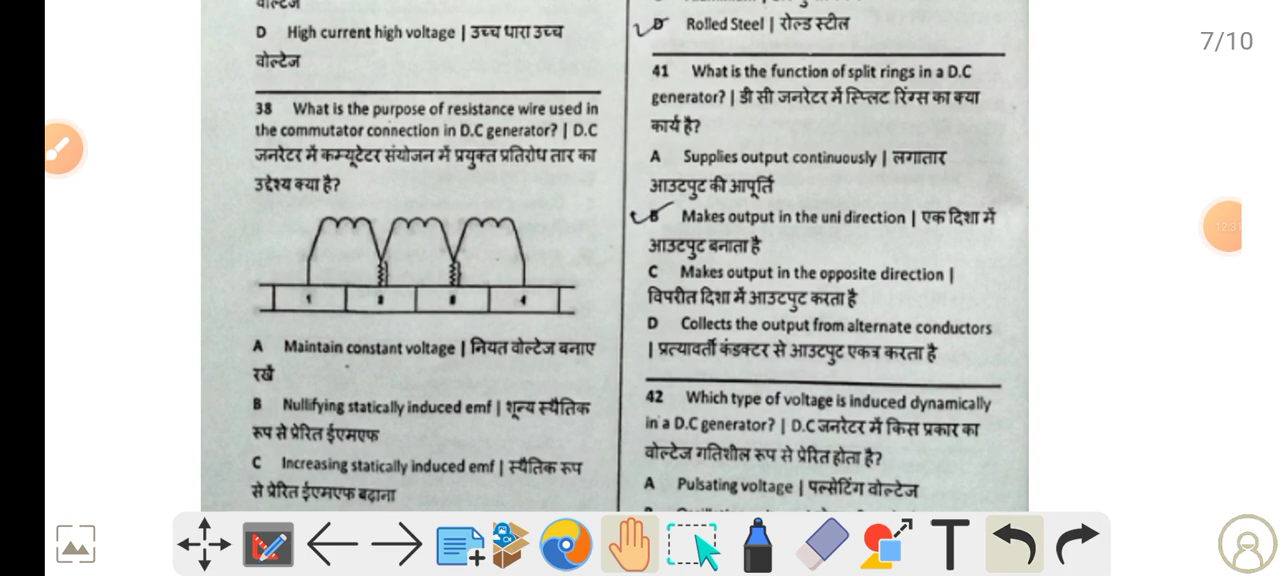 D High current high voltage | उच्च धारा उच्च
वोल्टेज
38 What is the purpose of resistance wire used in
the commutator connection in D.C generator? | D.C
जनरेटर में कम्यूटेटर संयोजन में प्रयुक्त प्रतिरोध तार का
उद्देश्य क्या है?
1 2 3 4
A Maintain constant voltage | नियत वोल्टेज बनाए
रखें
B Nullifying statically induced emf | शून्य स्थैतिक
रूप से प्रेरित ईएमएफ
C Increasing statically induced emf | स्थैतिक रूप
से प्रेरित ईएमएफ बढ़ाना
D Rolled Steel | रोल्ड स्टील
41 What is the function of split rings in a D.C
generator? | डी सी जनरेटर में स्प्लिट रिंग्स का क्या
कार्य है?
A Supplies output continuously | लगातार
आउटपुट की आपूर्ति
B Makes output in the uni direction | एक दिशा में
आउटपुट बनाता है
C Makes output in the opposite direction |
विपरीत दिशा में आउटपुट करता है
D Collects the output from alternate conductors
| प्रत्यावर्ती कंडक्टर से आउटपुट एकत्र करता है
42 Which type of voltage is induced dynamically
in a D.C generator? | D.C जनरेटर में किस प्रकार का
वोल्टेज गतिशील रूप से प्रेरित होता है?
A Pulsating voltage | पल्सेटिंग वोल्टेज
7/10
12:31
T